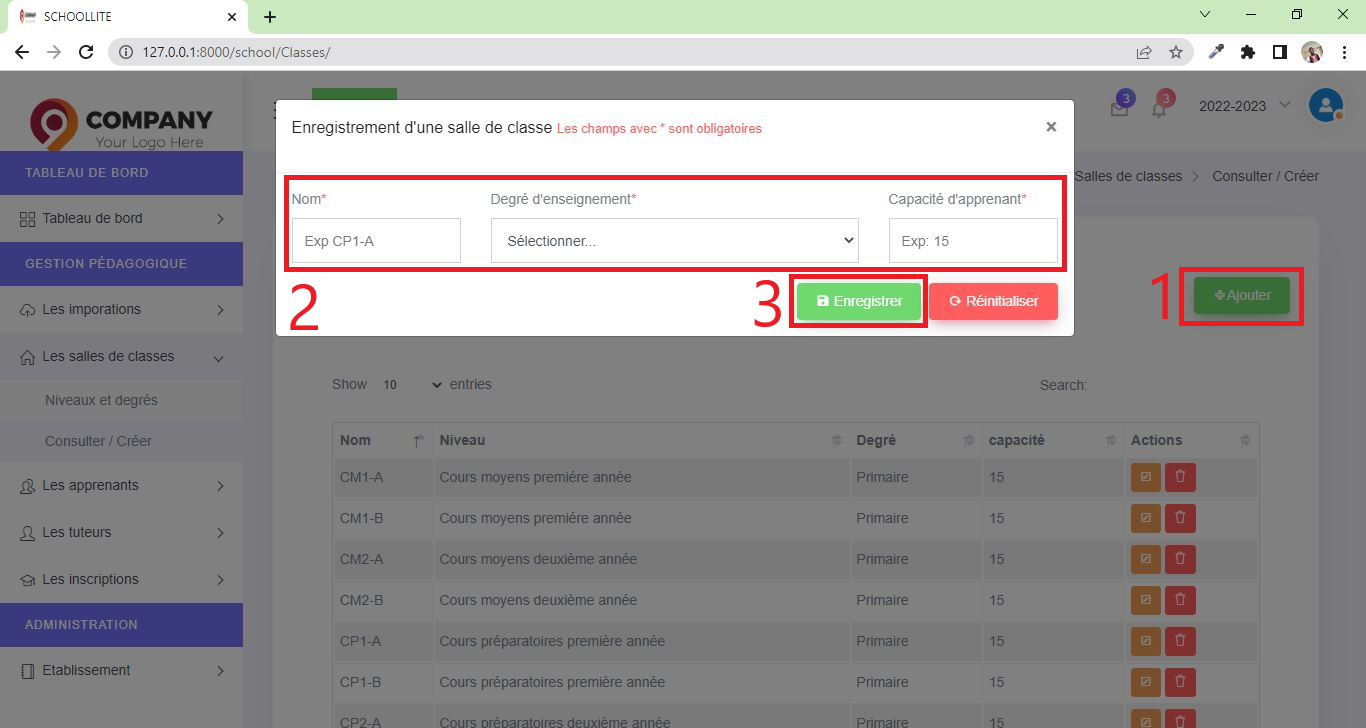 SCHOOLLITE
127.0.0.1:8000/school/Classes/
COMPANY
Your Logo Here
3
3
2022-2023
TABLEAU DE BORD
Tableau de bord
GESTION PÉDAGOGIQUE
Les imporations
Les salles de classes
Niveaux et degrés
Consulter / Créer
Les apprenants
Les tuteurs
Les inscriptions
ADMINISTRATION
Etablissement
Salles de classes > Consulter / Créer
Enregistrement d'une salle de classe Les champs avec * sont obligatoires ×
Nom* Degré d'enseignement* Capacité d'apprenant*
Exp CP1-A Sélectionner... Exp: 15
2 3 Enregistrer Réinitialiser
1 Ajouter
Show 10 entries Search:
Nom Niveau Degré capacité Actions
CM1-A Cours moyens premiére année Primaire 15
CM1-B Cours moyens premiére année Primaire 15
CM2-A Cours moyens deuxième année Primaire 15
CM2-B Cours moyens deuxième année Primaire 15
CP1-A Cours préparatoires première année Primaire 15
CP1-B Cours préparatoires première année Primaire 15
CP2-A Cours préparatoires deuxième année Primaire 15